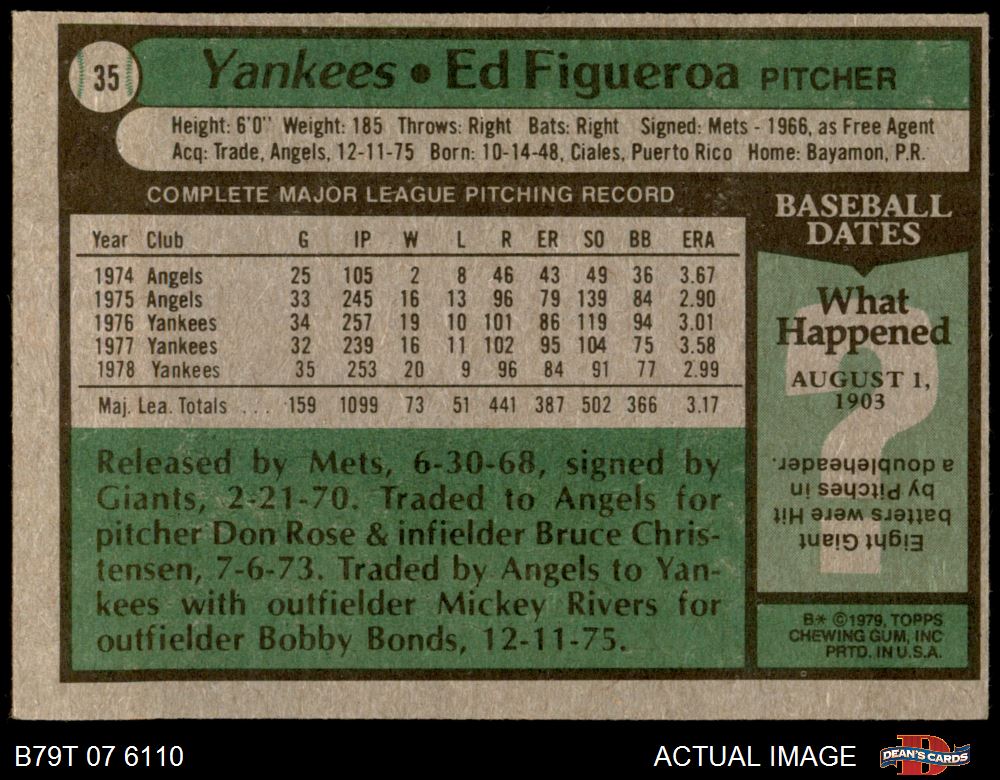 35 Yankees • Ed Figueroa PITCHER
Height: 6'0" Weight: 185 Throws: Right Bats: Right Signed: Mets - 1966, as Free Agent
Acq: Trade, Angels, 12-11-75 Born: 10-14-48, Ciales, Puerto Rico Home: Bayamon, P.R.
COMPLETE MAJOR LEAGUE PITCHING RECORD
Year Club G IP W L R ER SO BB ERA
1974 Angels 25 105 2 8 46 43 49 36 3.67
1975 Angels 33 245 16 13 96 79 139 84 2.90
1976 Yankees 34 257 19 10 101 86 119 94 3.01
1977 Yankees 32 239 16 11 102 95 104 75 3.58
1978 Yankees 35 253 20 9 96 84 91 77 2.99
Maj. Lea. Totals ... 159 1099 73 51 441 387 502 366 3.17
Released by Mets, 6-30-68, signed by
Giants, 2-21-70. Traded to Angels for
pitcher Don Rose & infielder Bruce Chris-
tensen, 7-6-73. Traded by Angels to Yan-
kees with outfielder Mickey Rivers for
outfielder Bobby Bonds, 12-11-75.
BASEBALL
DATES
What
Happened
AUGUST 1,
1903
?
Eight Giant
batters were Hit
by Pitches in
a doubleheader.
B* ©1979, TOPPS
CHEWING GUM, INC
PRTD. IN U.S.A.
B79T 07 6110
ACTUAL IMAGE
D
DEAN'S CARDS